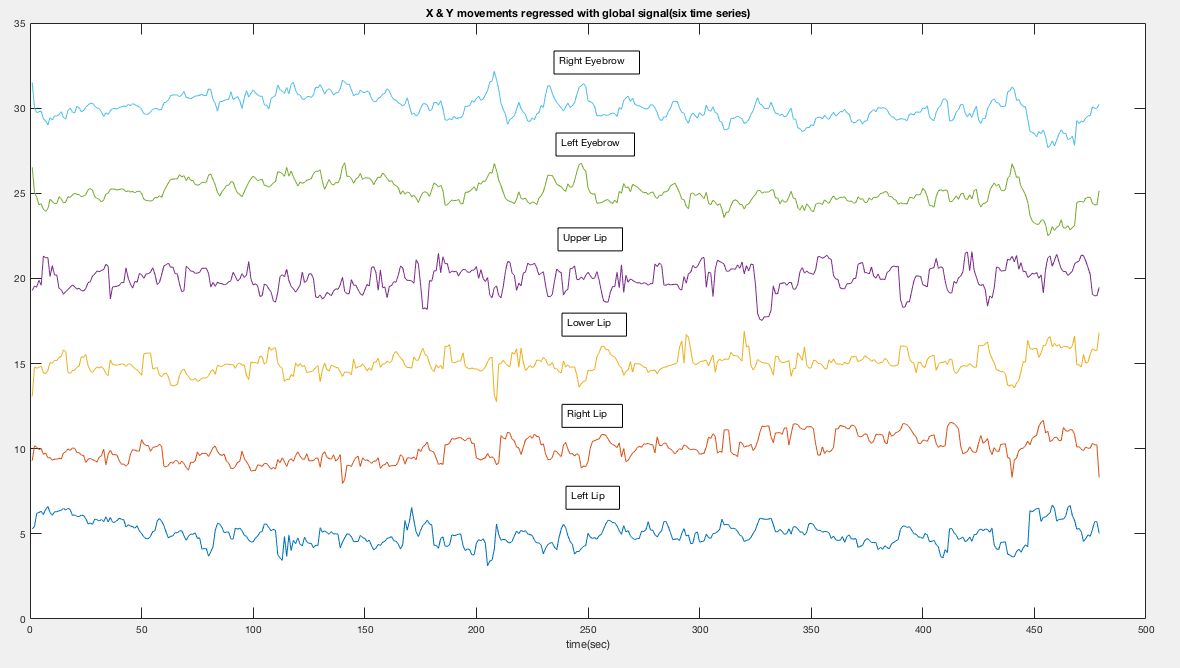 X & Y movements regressed with global signal(six time series)
35
Right Eyebrow
30
Left Eyebrow
25
Upper Lip
20
Lower Lip
15
Right Lip
10
Left Lip
5
0
0 50 100 150 200 250 300 350 400 450 500
time(sec)